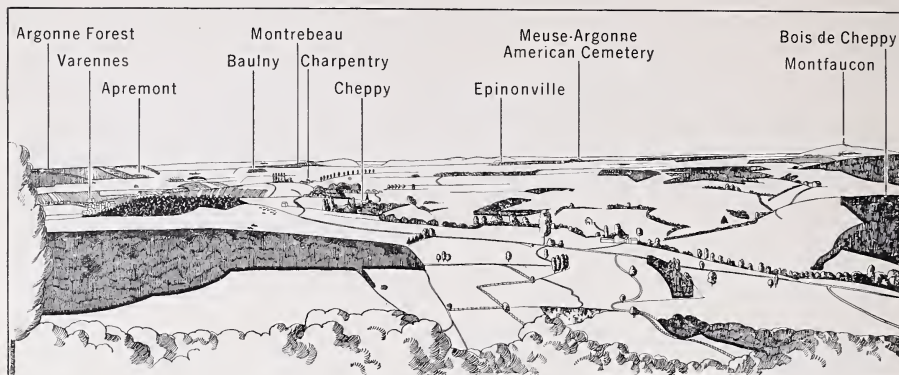 Argonne Forest
Varennes
Apremont
Montrebeau
Baulny
Charpentry
Cheppy
Meuse-Argonne
American Cemetery
Epinonville
Bois de Cheppy
Montfaucon